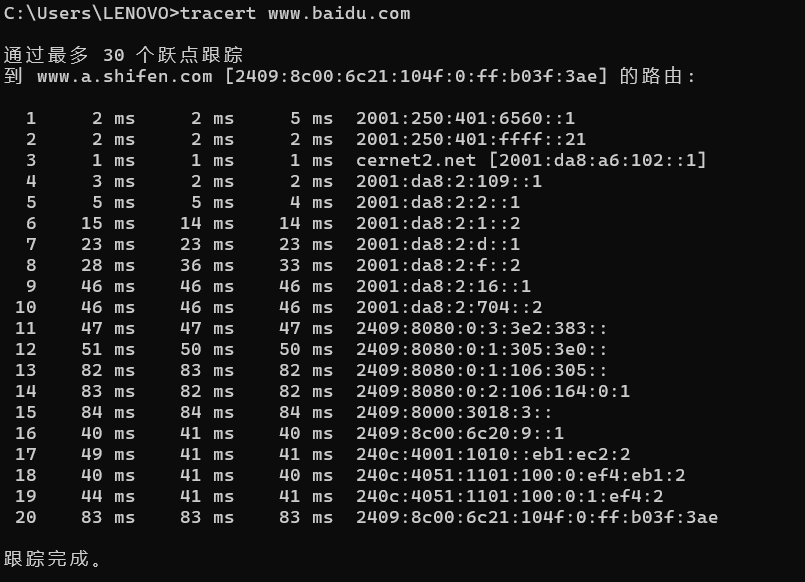 C:\Users\LENOVO>tracert www.baidu.com
通过最多 30 个跃点跟踪
到 www.a.shifen.com [2409:8c00:6c21:104f:0:ff:b03f:3ae] 的路由:
1 2 ms 2 ms 5 ms 2001:250:401:6560::1
2 2 ms 2 ms 2 ms 2001:250:401:ffff::21
3 1 ms 1 ms 1 ms cernet2.net [2001:da8:a6:102::1]
4 3 ms 2 ms 2 ms 2001:da8:2:109::1
5 5 ms 5 ms 4 ms 2001:da8:2:2::1
6 15 ms 14 ms 14 ms 2001:da8:2:1::2
7 23 ms 23 ms 23 ms 2001:da8:2:d::1
8 28 ms 36 ms 33 ms 2001:da8:2:f::2
9 46 ms 46 ms 46 ms 2001:da8:2:16::1
10 46 ms 46 ms 46 ms 2001:da8:2:704::2
11 47 ms 47 ms 47 ms 2409:8080:0:3:3e2:383::
12 51 ms 50 ms 50 ms 2409:8080:0:1:305:3e0::
13 82 ms 83 ms 82 ms 2409:8080:0:1:106:305::
14 83 ms 82 ms 82 ms 2409:8080:0:2:106:164:0:1
15 84 ms 84 ms 84 ms 2409:8000:3018:3::
16 40 ms 41 ms 40 ms 2409:8c00:6c20:9::1
17 49 ms 41 ms 41 ms 240c:4001:1010::eb1:ec2:2
18 40 ms 41 ms 40 ms 240c:4051:1101:100:0:ef4:eb1:2
19 44 ms 41 ms 41 ms 240c:4051:1101:100:0:1:ef4:2
20 83 ms 83 ms 83 ms 2409:8c00:6c21:104f:0:ff:b03f:3ae
跟踪完成。